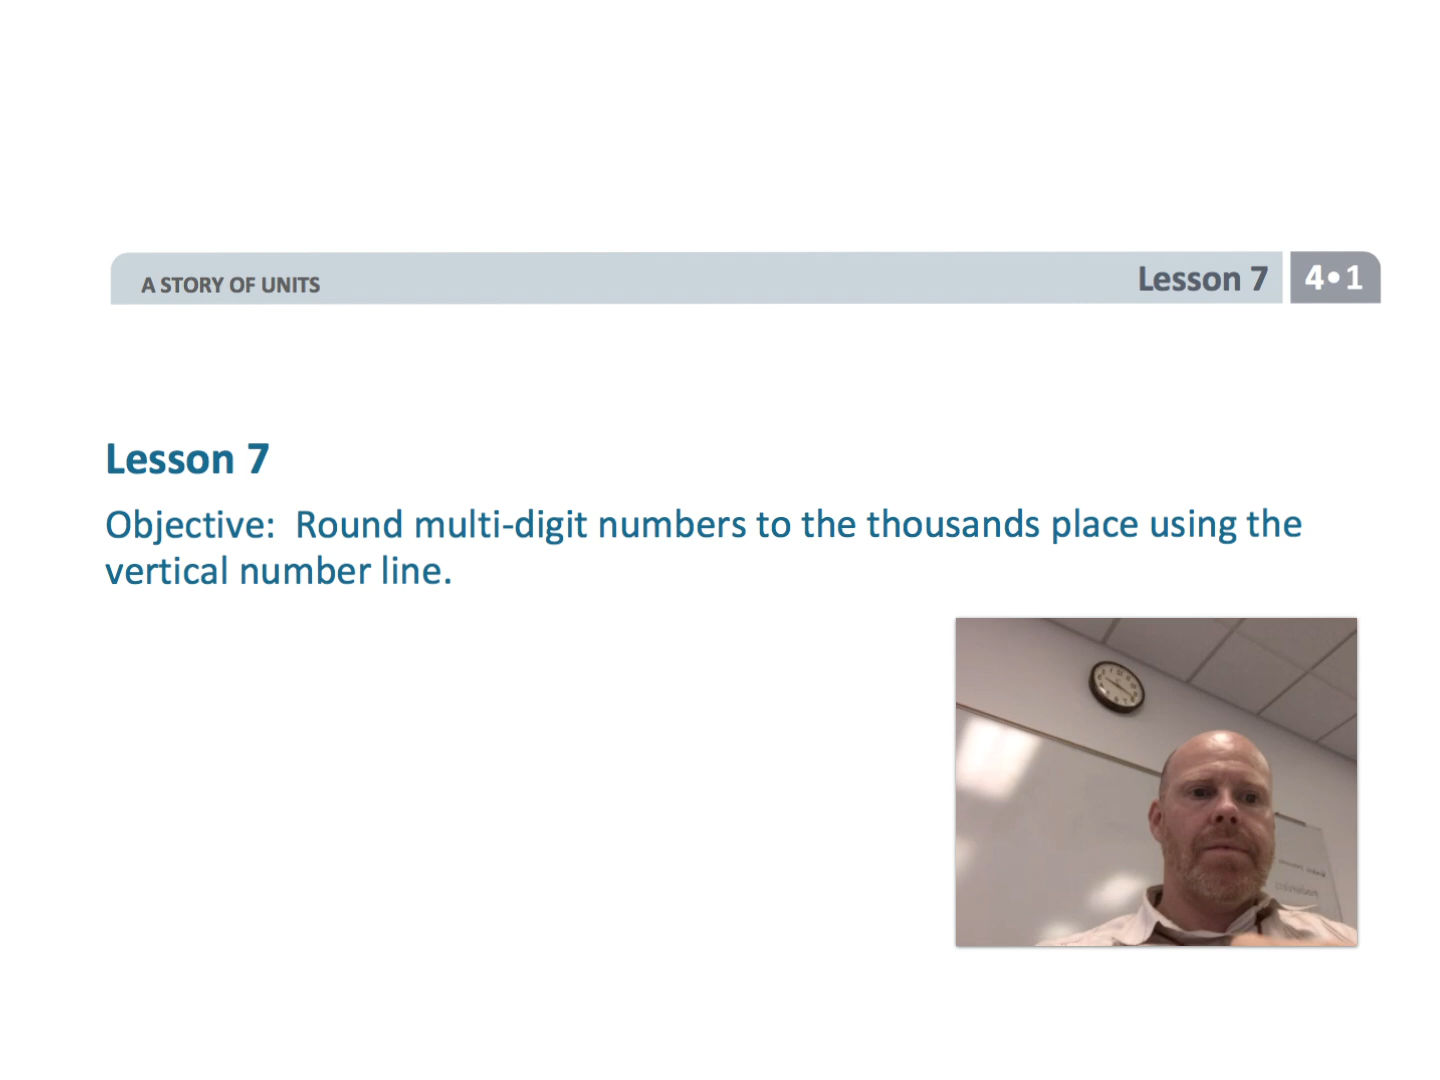 A STORY OF UNITS
Lesson 7
4•1
Lesson 7
Objective:  Round multi-digit numbers to the thousands place using the
vertical number line.